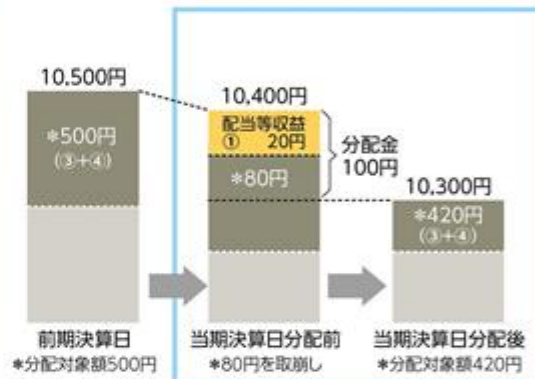 10,500円
*500円
(③+④)
前期決算日
*分配対象額500円
10,400円
配当等収益
① 20円
*80円
分配金
100円
当期決算日分配前
*80円を取崩し
10,300円
*420円
(③+④)
当期決算日分配後
*分配対象額420円